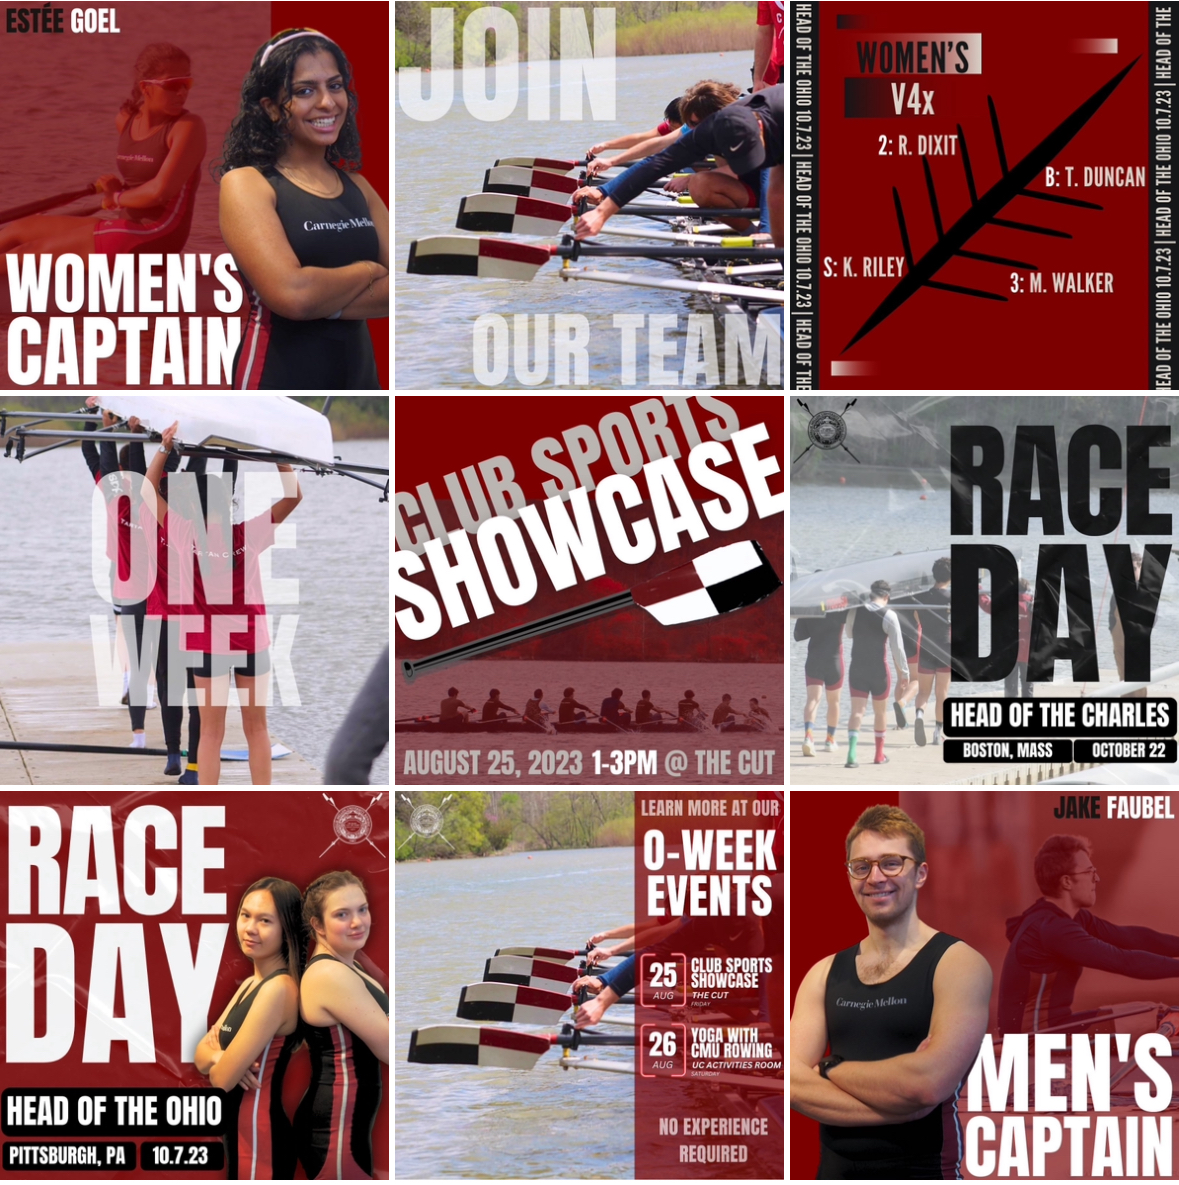 ESTÉE GOEL
Carnegie Mellon
Carnegie Mellon
WOMEN'S
CAPTAIN
JOIN
OUR TEAM
HEAD OF THE OHIO 10.7.23 | HEAD OF THE OHIO 10.7.23 | HEAD OF THE
WOMEN'S
V4x
2: R. DIXIT
B: T. DUNCAN
S: K. RILEY
3: M. WALKER
HEAD OF THE OHIO 10.7.23 | HEAD OF THE OHIO 10.7.23 | HEAD OF THE
ONE
WEEK
CLUB SPORTS
SHOWCASE
AUGUST 25, 2023 1-3PM @ THE CUT
RACE
DAY
HEAD OF THE CHARLES
BOSTON, MASS
OCTOBER 22
RACE
DAY
HEAD OF THE OHIO
PITTSBURGH, PA
10.7.23
LEARN MORE AT OUR
O-WEEK
EVENTS
25
AUG
CLUB SPORTS
SHOWCASE
THE CUT
FRIDAY
26
AUG
YOGA WITH
CMU ROWING
UC ACTIVITIES ROOM
SATURDAY
NO EXPERIENCE
REQUIRED
JAKE FAUBEL
Carnegie Mellon
MEN'S
CAPTAIN